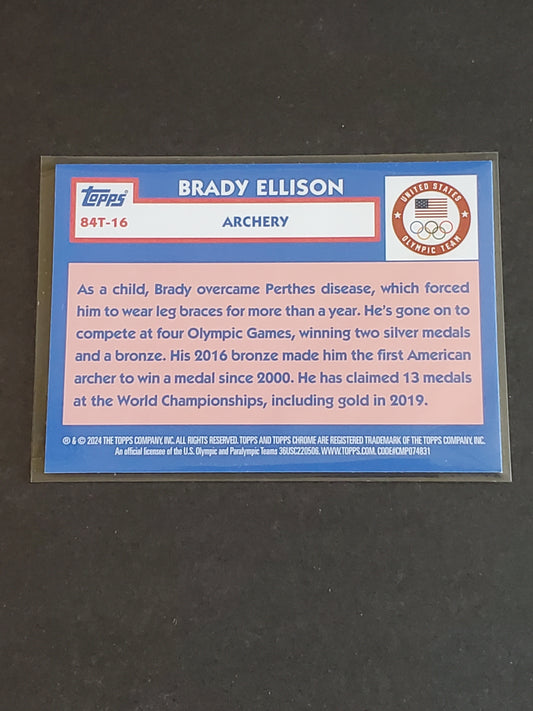 Topps
BRADY ELLISON
84T-16
ARCHERY
UNITED STATES
OLYMPIC TEAM
As a child, Brady overcame Perthes disease, which forced
him to wear leg braces for more than a year. He's gone on to
compete at four Olympic Games, winning two silver medals
and a bronze. His 2016 bronze made him the first American
archer to win a medal since 2000. He has claimed 13 medals
at the World Championships, including gold in 2019.
® & © 2024 THE TOPPS COMPANY, INC. ALL RIGHTS RESERVED. TOPPS AND TOPPS CHROME ARE REGISTERED TRADEMARK OF THE TOPPS COMPANY, INC.
An official licensee of the U.S. Olympic and Paralympic Teams 36USC220506. WWW.TOPPS.COM. CODE#CMP074831